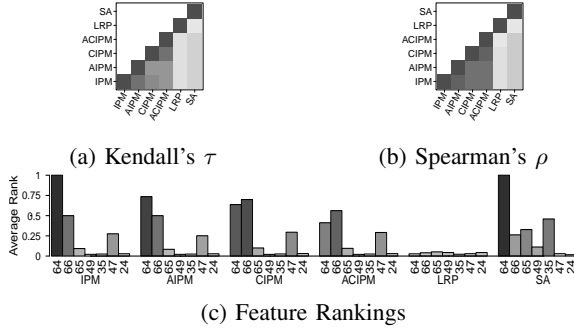 SA
LRP
ACIPM
CIPM
AIPM
IPM
IPM AIPM CIPM ACIPM LRP SA
(a) Kendall's τ
SA
LRP
ACIPM
CIPM
AIPM
IPM
IPM AIPM CIPM ACIPM LRP SA
(b) Spearman's ρ
Average Rank
1
0.75
0.5
0.25
0
64 66 65 49 35 47 24 64 66 65 49 35 47 24 64 66 65 49 35 47 24 64 66 65 49 35 47 24 64 66 65 49 35 47 24 64 66 65 49 35 47 24
IPM AIPM CIPM ACIPM LRP SA
(c) Feature Rankings